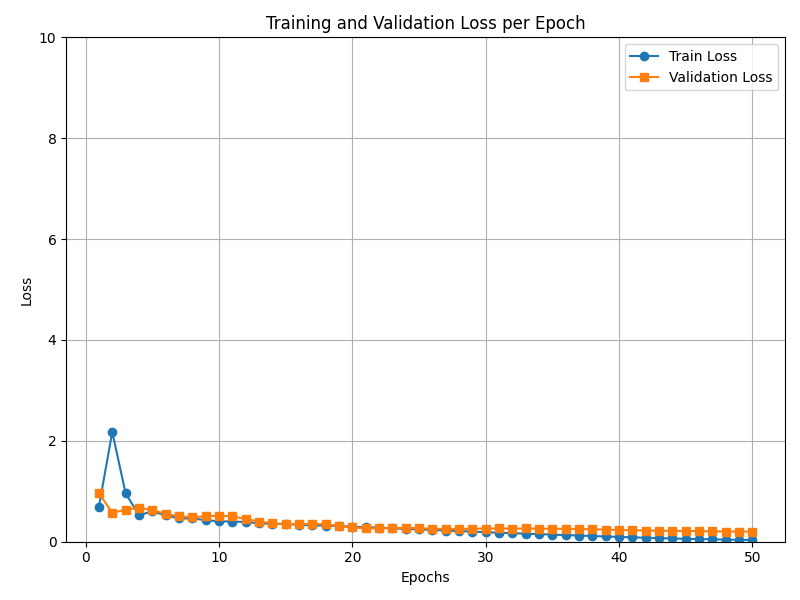 Training and Validation Loss per Epoch
Train Loss
Validation Loss
Loss
10
8
6
4
2
0
0 10 20 30 40 50
Epochs